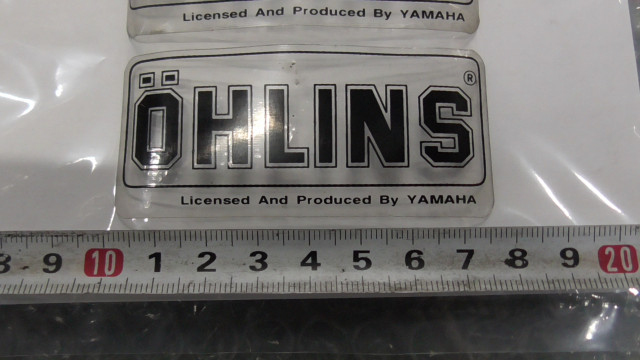 Licensed And Produced By YAMAHA
ÖHLINS ®
Licensed And Produced By YAMAHA
8 9 10 1 2 3 4 5 6 7 8 9 20